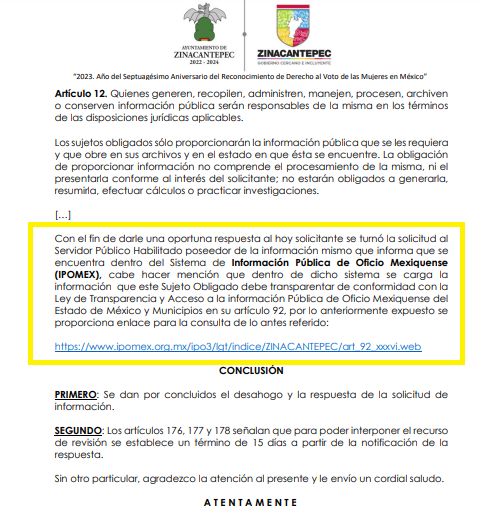 AYUNTAMIENTO DE
ZINACANTEPEC
2022 - 2024
ZINACANTEPEC
GOBIERNO CERCANO E INCLUYENTE
"2023. Año del Septuagésimo Aniversario del Reconocimiento de Derecho al Voto de las Mujeres en México"
Artículo 12. Quienes generen, recopilen, administren, manejen, procesen, archiven
o conserven información pública serán responsables de la misma en los términos
de las disposiciones jurídicas aplicables.
Los sujetos obligados sólo proporcionarán la información pública que se les requiera
y que obre en sus archivos y en el estado en que ésta se encuentre. La obligación
de proporcionar información no comprende el procesamiento de la misma, ni el
presentarla conforme al interés del solicitante; no estarán obligados a generarla,
resumirla, efectuar cálculos o practicar investigaciones.
[...]
Con el fin de darle una oportuna respuesta al hoy solicitante se turnó la solicitud al
Servidor Público Habilitado poseedor de la información mismo que informa que se
encuentra dentro del Sistema de Información Pública de Oficio Mexiquense
(IPOMEX), cabe hacer mención que dentro de dicho sistema se carga la
información que este Sujeto Obligado debe transparentar de conformidad con la
Ley de Transparencia y Acceso a la información Pública de Oficio Mexiquense del
Estado de México y Municipios en su artículo 92, por lo anteriormente expuesto se
proporciona enlace para la consulta de lo antes referido:
https://www.ipomex.org.mx/ipo3/lgt/indice/ZINACANTEPEC/art_92_xxxvi.web
CONCLUSIÓN
PRIMERO: Se dan por concluidos el desahogo y la respuesta de la solicitud de
información.
SEGUNDO: Los artículos 176, 177 y 178 señalan que para poder interponer el recurso
de revisión se establece un término de 15 días a partir de la notificación de la
respuesta.
Sin otro particular, agradezco la atención al presente y le envío un cordial saludo.
ATENTAMENTE